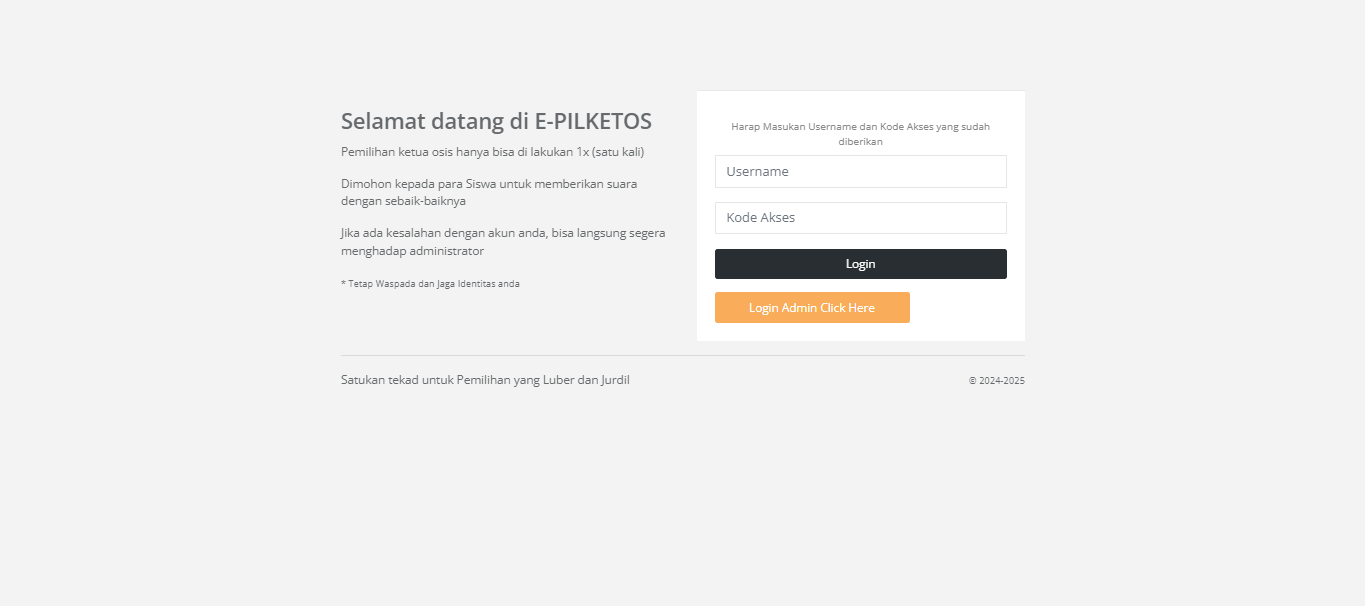 Selamat datang di E-PILKETOS
Pemilihan ketua osis hanya bisa di lakukan 1x (satu kali)
Dimohon kepada para Siswa untuk memberikan suara
dengan sebaik-baiknya
Jika ada kesalahan dengan akun anda, bisa langsung segera
menghadap administrator
* Tetap Waspada dan Jaga Identitas anda
Harap Masukan Username dan Kode Akses yang sudah
diberikan
Username
Kode Akses
Login
Login Admin Click Here
Satukan tekad untuk Pemilihan yang Luber dan Jurdil
© 2024-2025